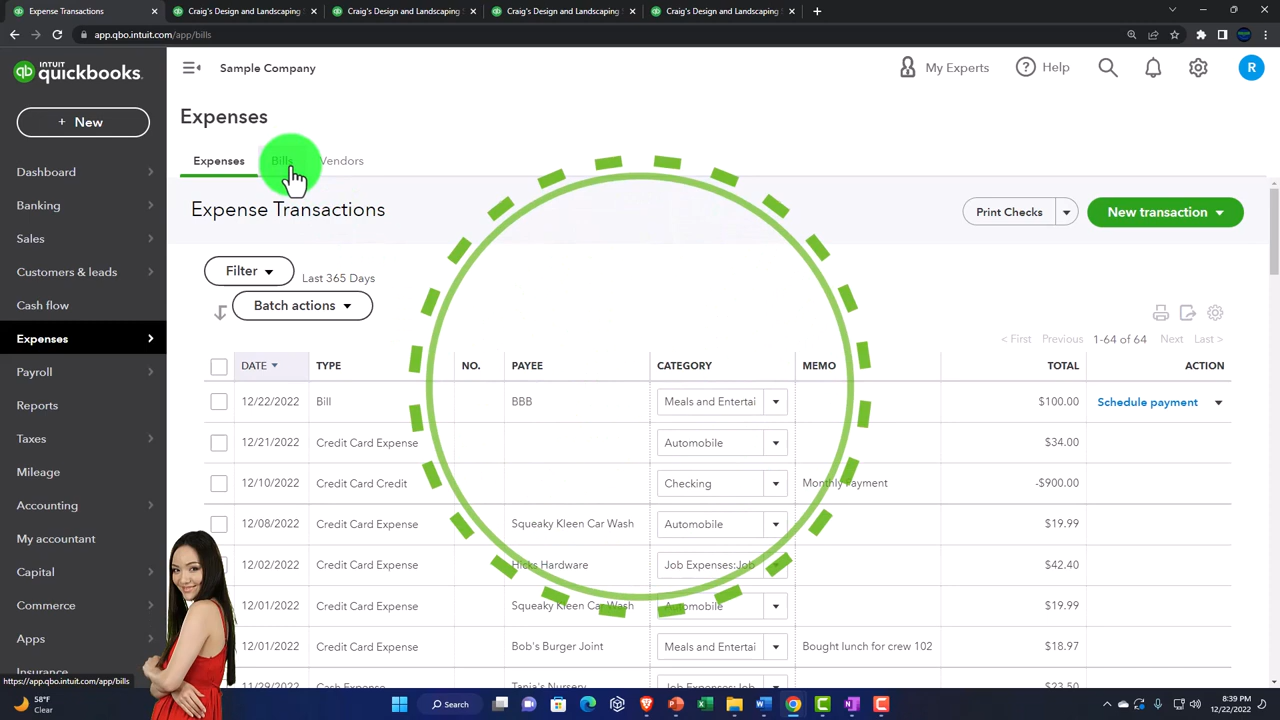 Expense Transactions
Craig's Design and Landscaping
Craig's Design and Landscaping
Craig's Design and Landscaping
Craig's Design and Landscaping
app.qbo.intuit.com/app/bills
INTUIT
quickbooks.
Sample Company
My Experts
Help
R
+ New
Expenses
Expenses
Bills
Vendors
Dashboard
Banking
Sales
Customers & leads
Cash flow
Expenses
Payroll
Reports
Taxes
Mileage
Accounting
My accountant
Capital
Commerce
Apps
Insurance
Expense Transactions
Print Checks
New transaction
Filter
Last 365 Days
Batch actions
< First Previous 1-64 of 64 Next Last >
DATE TYPE NO. PAYEE CATEGORY MEMO TOTAL ACTION
12/22/2022 Bill BBB Meals and Entertai $100.00 Schedule payment
12/21/2022 Credit Card Expense Automobile $34.00
12/10/2022 Credit Card Credit Checking Monthly Payment -$900.00
12/08/2022 Credit Card Expense Squeaky Kleen Car Wash Automobile $19.99
12/02/2022 Credit Card Expense Hicks Hardware Job Expenses:Job $42.40
12/01/2022 Credit Card Expense Squeaky Kleen Car Wash Automobile $19.99
12/01/2022 Credit Card Expense Bob's Burger Joint Meals and Entertai Bought lunch for crew 102 $18.97
11/29/2022 Cash Expense Tania's Nursery Job Expenses:Job $23.50
https://app.qbo.intuit.com/app/bills
58°F
Clear
Search
8:39 PM
12/22/2022